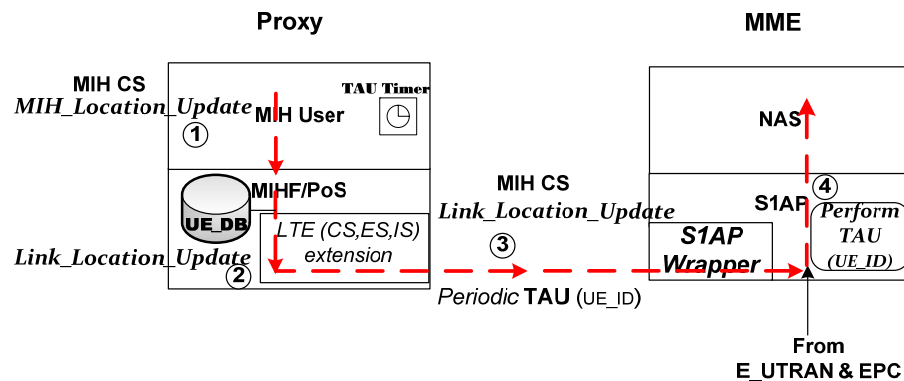 Proxy
MME
MIH CS
TAU Timer
MIH_Location_Update
MIH User
1
NAS
MIHF/PoS
MIH CS
4
UE_DB
Link_Location_Update
S1AP
LTE (CS,ES,IS)
extension
3
S1AP
Wrapper
Perform
TAU
(UE_ID)
Link_Location_Update
2
Periodic TAU (UE_ID)
From
E_UTRAN & EPC